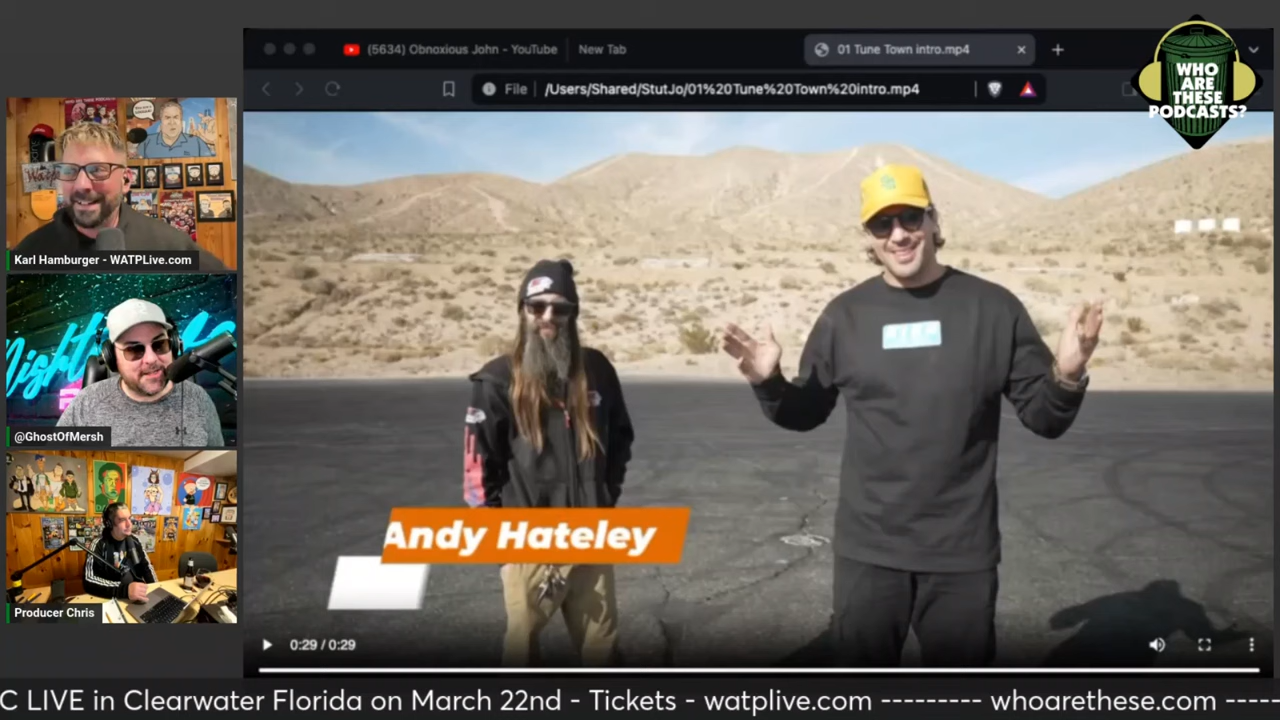 (5634) Obnoxious John - YouTube
New Tab
01 Tune Town intro.mp4
File
/Users/Shared/StutJo/01%20Tune%20Town%20intro.mp4
WHO
ARE
THESE
PODCASTS?
Karl Hamburger - WATPLive.com
@GhostOfMersh
Producer Chris
Andy Hateley
0:29 / 0:29
C LIVE in Clearwater Florida on March 22nd - Tickets - watplive.com --------- whoarethese.com -----